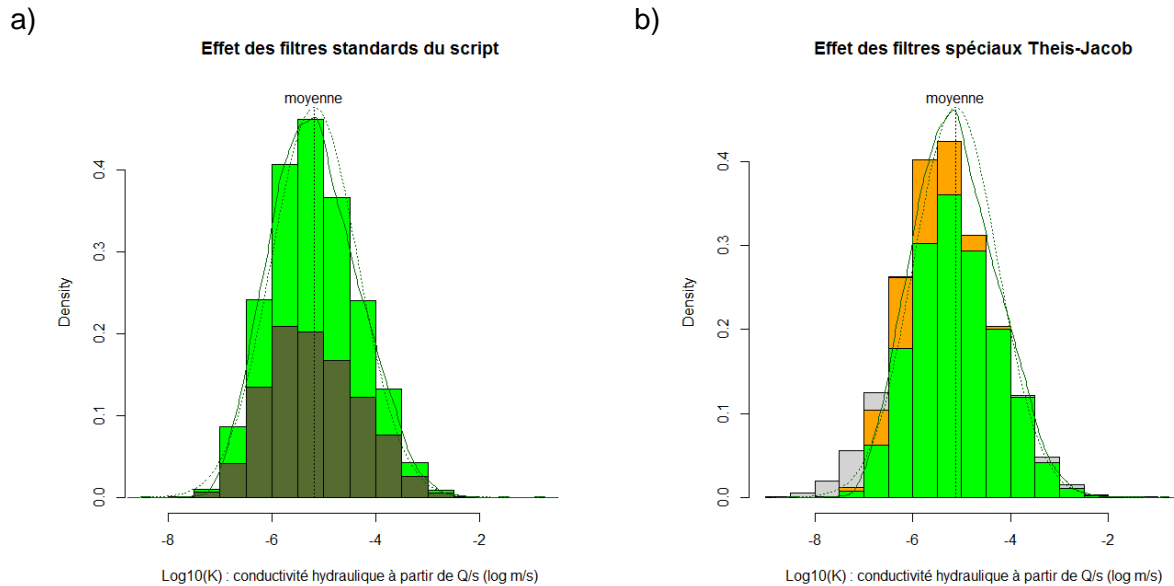 a)
Effet des filtres standards du script
moyenne
Density
0.0
0.1
0.2
0.3
0.4
-8
-6
-4
-2
Log10(K) : conductivité hydraulique à partir de Q/s (log m/s)
b)
Effet des filtres spéciaux Theis-Jacob
moyenne
Density
0.0
0.1
0.2
0.3
0.4
-8
-6
-4
-2
Log10(K) : conductivité hydraulique à partir de Q/s (log m/s)